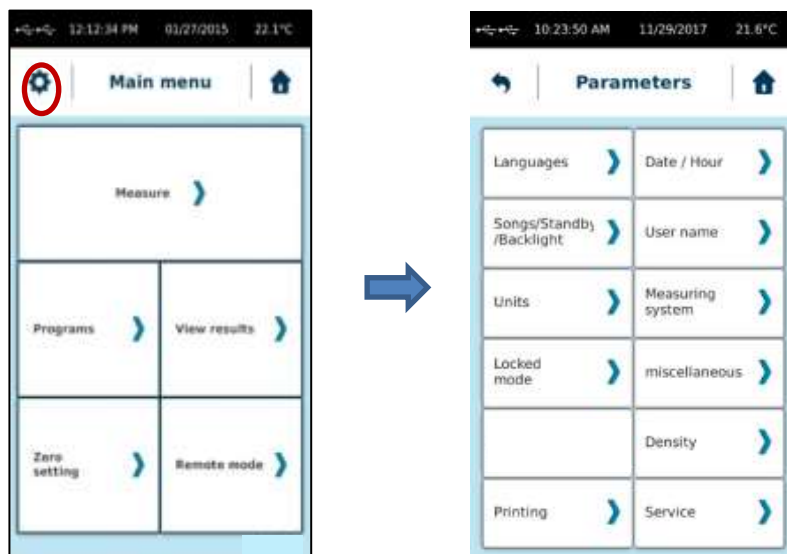 12:12:34 PM 01/27/2015 22.1°C
Main menu
Measure
Programs
View results
Zero
setting
Remote mode
10:23:50 AM 11/29/2017 21.6°C
Parameters
Languages
Date / Hour
Songs/Standby
/Backlight
User name
Units
Measuring
system
Locked
mode
miscellaneous
Density
Printing
Service